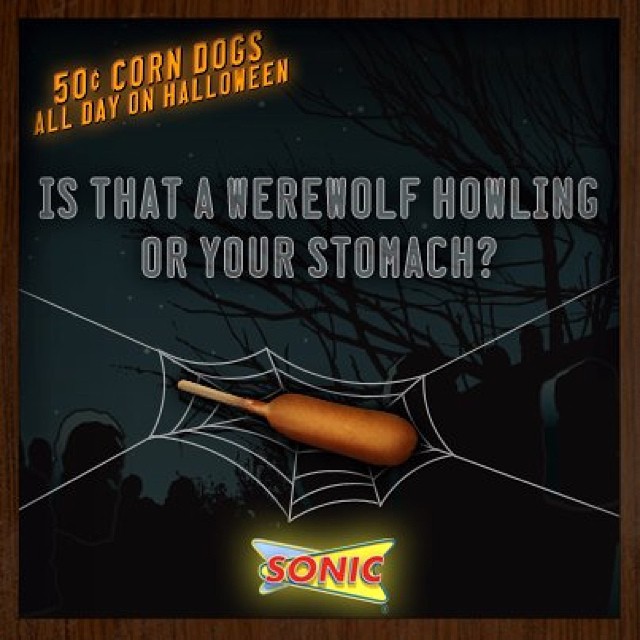 50¢ CORN DOGS
ALL DAY ON HALLOWEEN
IS THAT A WEREWOLF HOWLING
OR YOUR STOMACH?
SONIC